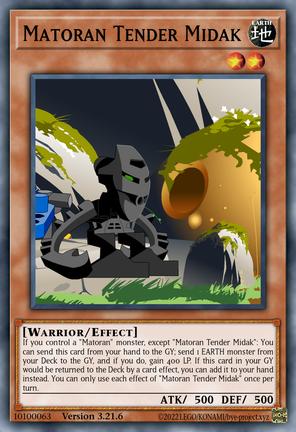 MATORAN TENDER MIDAK
EARTH
地
[WARRIOR/EFFECT]
If you control a "Matoran" monster, except "Matoran Tender Midak": You
can send this card from your hand to the GY; send 1 EARTH monster from
your Deck to the GY, and if you do, gain 400 LP. If this card in your GY
would be returned to the Deck by a card effect, you can add it to your hand
instead. You can only use each effect of "Matoran Tender Midak" once per
turn.
ATK/ 500 DEF/ 500
10100063 Version 3.21.6 ©2022LEGO/KONAMI/bye-project.xyz